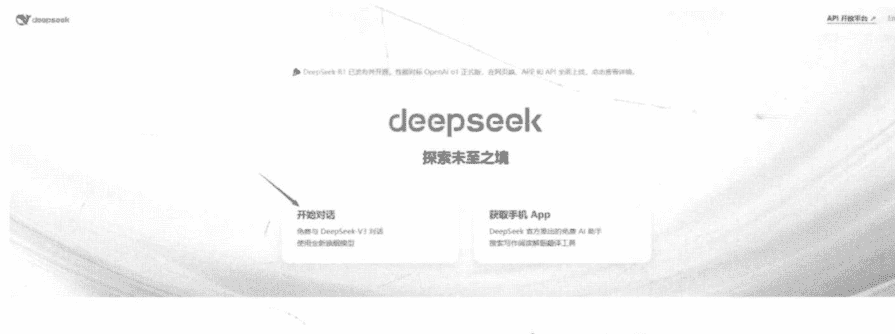 deepseek
API 开放平台 ↗
DeepSeek-R1 已发布并开源，性能对标 OpenAI o1 正式版，在网页端、APP 和 API 全面上线，点击查看详情。
deepseek
探索未至之境
开始对话
免费与 DeepSeek-V3 对话
使用全新旗舰模型
获取手机 App
DeepSeek 官方推出的免费 AI 助手
搜索写作阅读解题翻译工具